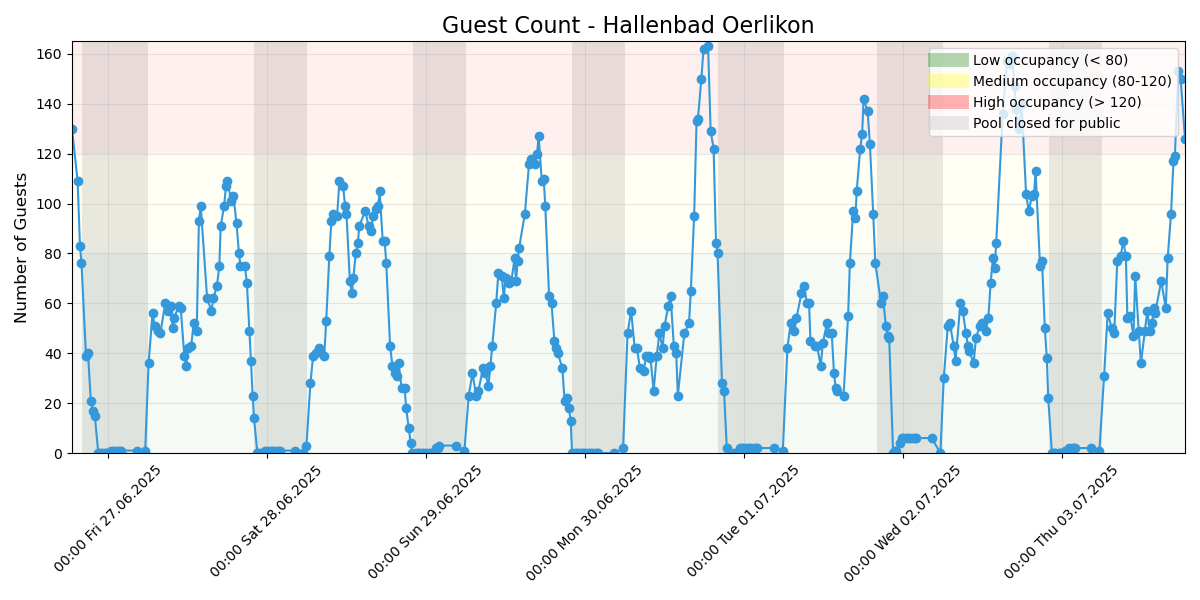 Guest Count - Hallenbad Oerlikon
Number of Guests
160
140
120
100
80
60
40
20
0
Low occupancy (< 80)
Medium occupancy (80-120)
High occupancy (> 120)
Pool closed for public
00:00 Fri 27.06.2025
00:00 Sat 28.06.2025
00:00 Sun 29.06.2025
00:00 Mon 30.06.2025
00:00 Tue 01.07.2025
00:00 Wed 02.07.2025
00:00 Thu 03.07.2025